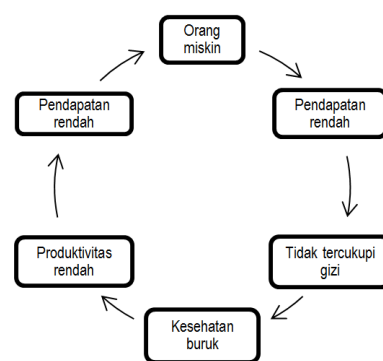 Orang
miskin
Pendapatan
rendah
Tidak tercukupi
gizi
Kesehatan
buruk
Produktivitas
rendah
Pendapatan
rendah